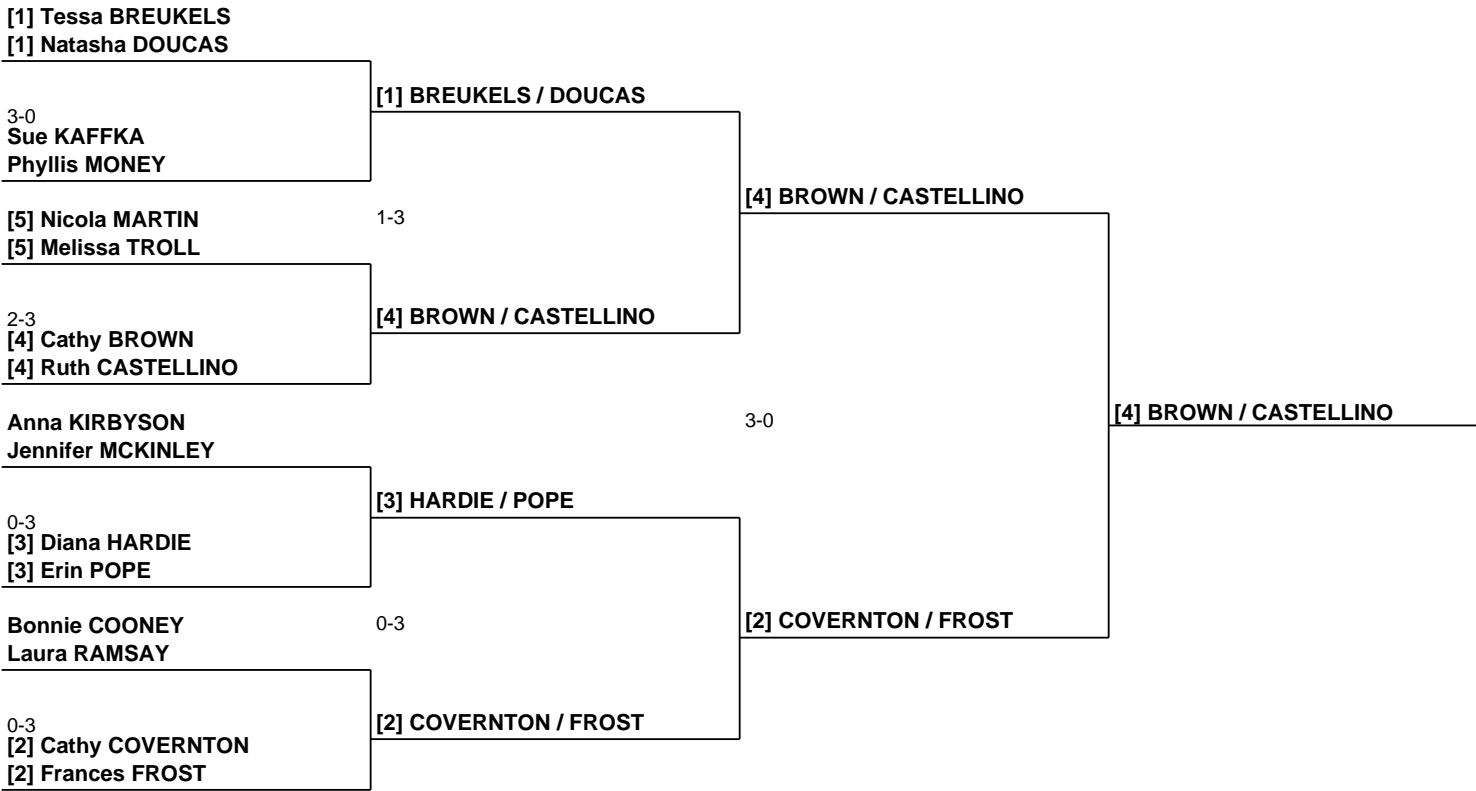 [1] Tessa BREUKELS
[1] Natasha DOUCAS
[1] BREUKELS / DOUCAS
3-0
Sue KAFFKA
Phyllis MONEY
[4] BROWN / CASTELLINO
[5] Nicola MARTIN
1-3
[5] Melissa TROLL
[4] BROWN / CASTELLINO
2-3
[4] Cathy BROWN
[4] Ruth CASTELLINO
[4] BROWN / CASTELLINO
Anna KIRBYSON
3-0
Jennifer MCKINLEY
[3] HARDIE / POPE
0-3
[3] Diana HARDIE
[3] Erin POPE
[2] COVERNTON / FROST
Bonnie COONEY
0-3
Laura RAMSAY
[2] COVERNTON / FROST
0-3
[2] Cathy COVERNTON
[2] Frances FROST